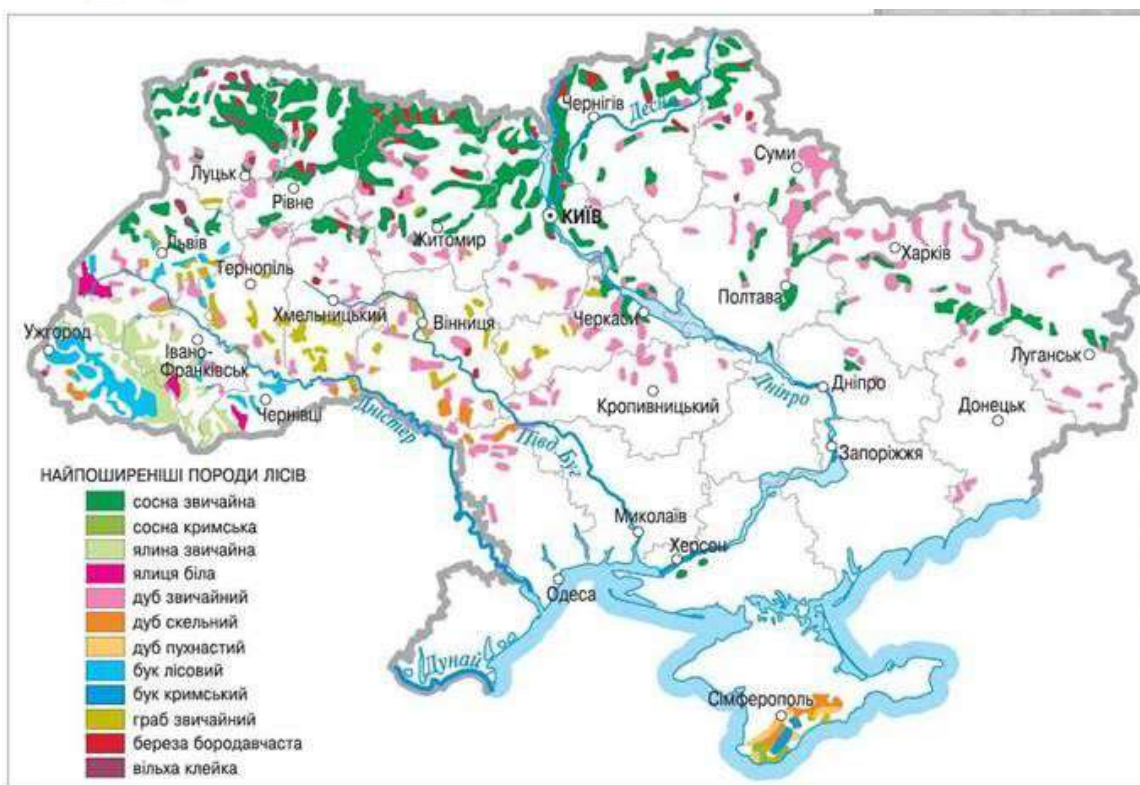 Чернігів
Десна
Суми
Луцьк
Рівне
КИЇВ
Житомир
Львів
Харків
Тернопіль
Полтава
Хмельницький
Вінниця
Черкаси
Ужгород
Івано-
Франківськ
Луганськ
Дніпро
Дніпро
Чернівці
Кропивницький
Донецьк
Дністер
Півд. Буг
Запоріжжя
НАЙПОШИРЕНІШІ ПОРОДИ ЛІСІВ
сосна звичайна
сосна кримська
ялина звичайна
ялиця біла
дуб звичайний
дуб скельний
дуб пухнастий
бук лісовий
бук кримський
граб звичайний
береза бородавчаста
вільха клейка
Миколаїв
Херсон
Одеса
Дунай
Сімферополь